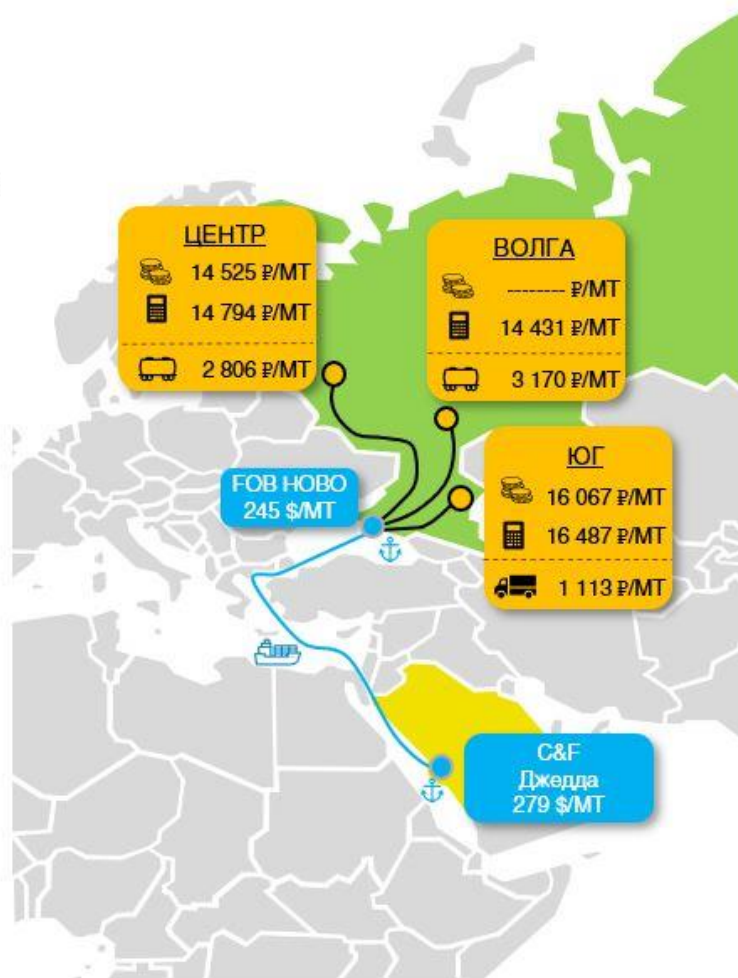 ЦЕНТР
14 525 ₽/МТ
14 794 ₽/МТ
2 806 ₽/МТ
ВОЛГА
-------- ₽/МТ
14 431 ₽/МТ
3 170 ₽/МТ
ЮГ
16 067 ₽/МТ
16 487 ₽/МТ
1 113 ₽/МТ
FOB НОВО
245 $/МТ
C&F
Джедда
279 $/МТ